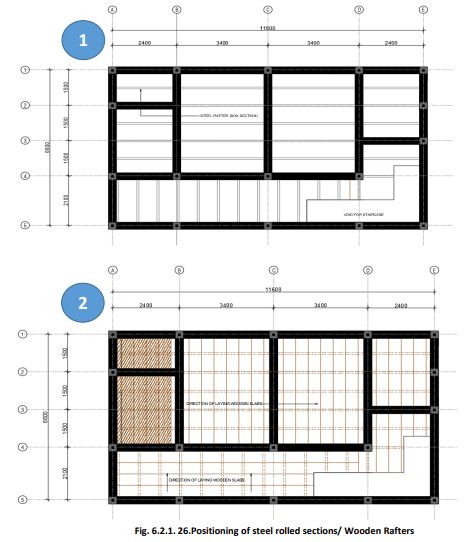 A B C D E
1
11600
2400 3400 3400 2400
1
1500
2
STEEL RAFTER (BOX SECTION)
1500
3
6600
1500
4
2100
VOID FOR STAIRCASE
5
A B C D E
2
11600
2400 3400 3400 2400
1
1500
2
1500
DIRECTION OF LAYING WOODEN SLABS
3
6600
1500
4
2100
DIRECTION OF LAYING WOODEN SLABS
5
Fig. 6.2.1. 26.Positioning of steel rolled sections/ Wooden Rafters